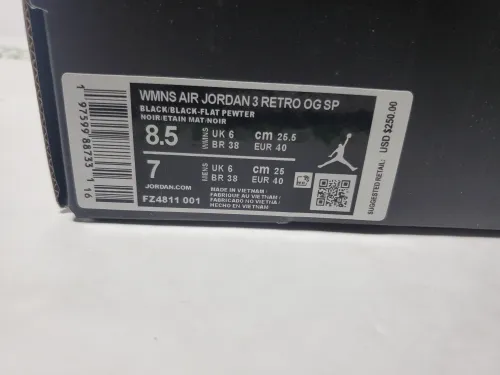 WMNS AIR JORDAN 3 RETRO OG SP
BLACK/BLACK-FLAT PEWTER
NOIR/ETAIN MAT/NOIR
8.5 WMNS UK 6 cm 25.5
BR 38 EUR 40
7 MENS UK 6 cm 25
BR 38 EUR 40
JORDAN.COM
FZ4811 001
MADE IN VIETNAM/
FABRIQUE AU VIETNAM/
FABRICADO NO VIETNA/
HECHO EN VIETNAM
SUGGESTED RETAIL: USD $250.00
1 97599 88733 1 16